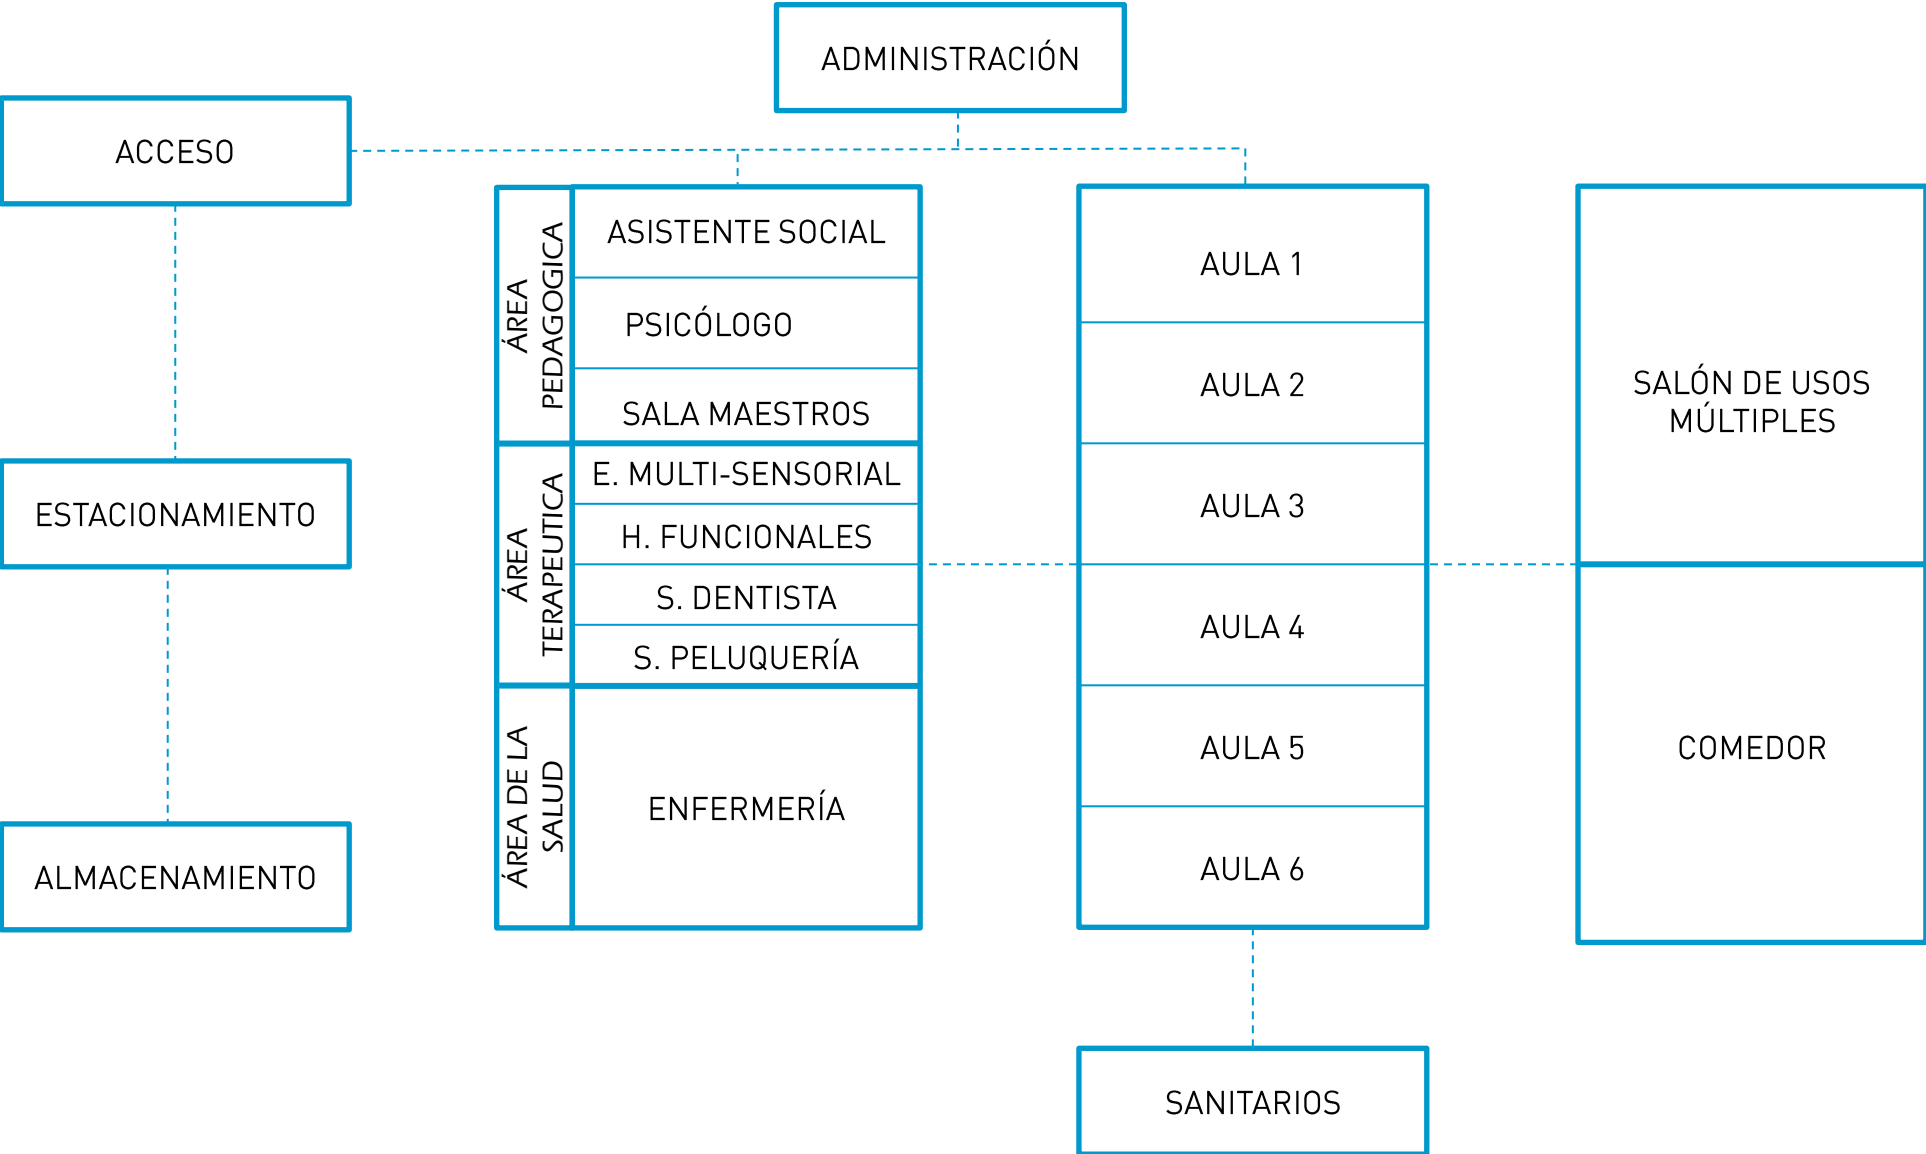 ADMINISTRACIÓN
ACCESO
ESTACIONAMIENTO
ALMACENAMIENTO
ÁREA
PEDAGOGICA
ASISTENTE SOCIAL
PSICÓLOGO
SALA MAESTROS
ÁREA
TERAPEUTICA
E. MULTI-SENSORIAL
H. FUNCIONALES
S. DENTISTA
S. PELUQUERÍA
ÁREA DE LA
SALUD
ENFERMERÍA
AULA 1
AULA 2
AULA 3
AULA 4
AULA 5
AULA 6
SANITARIOS
SALÓN DE USOS
MÚLTIPLES
COMEDOR